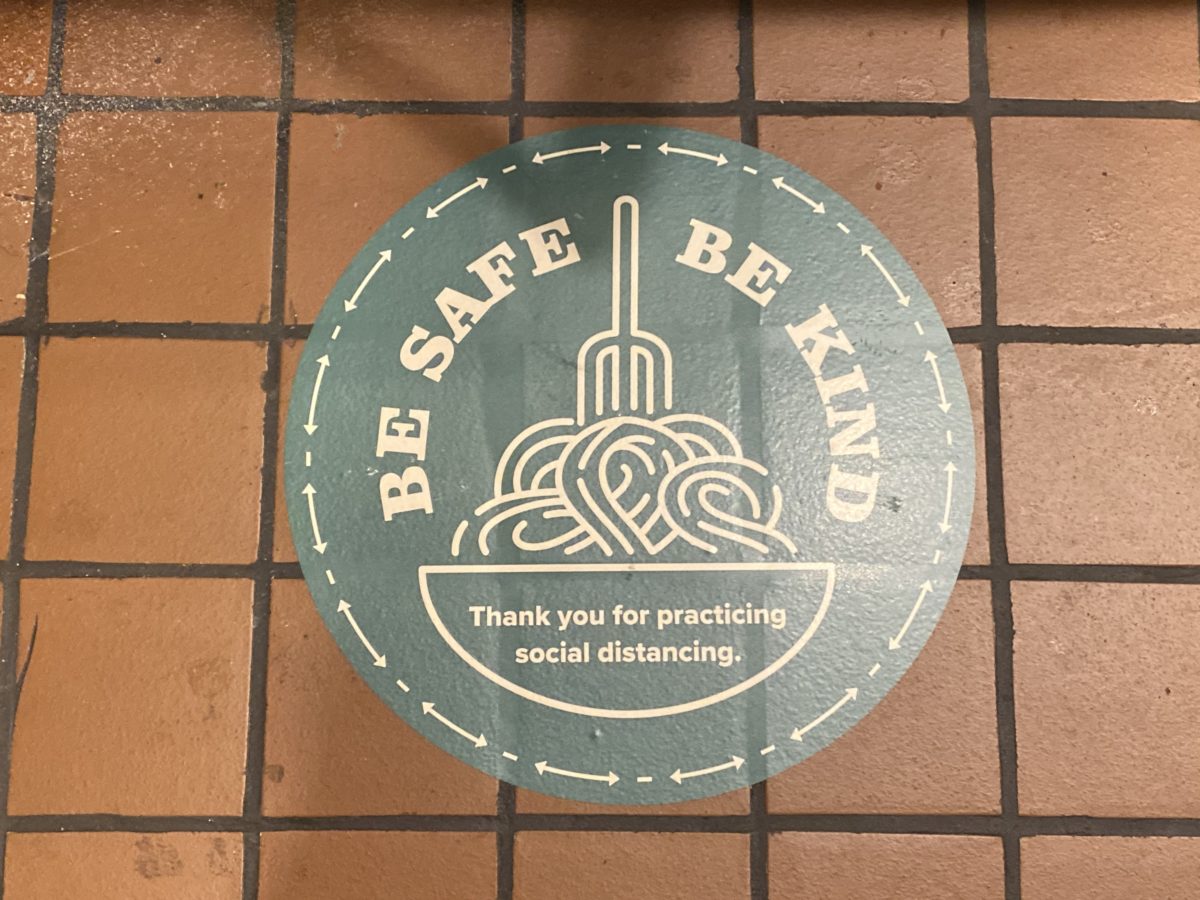 BE SAFE BE KIND
Thank you for practicing
social distancing.